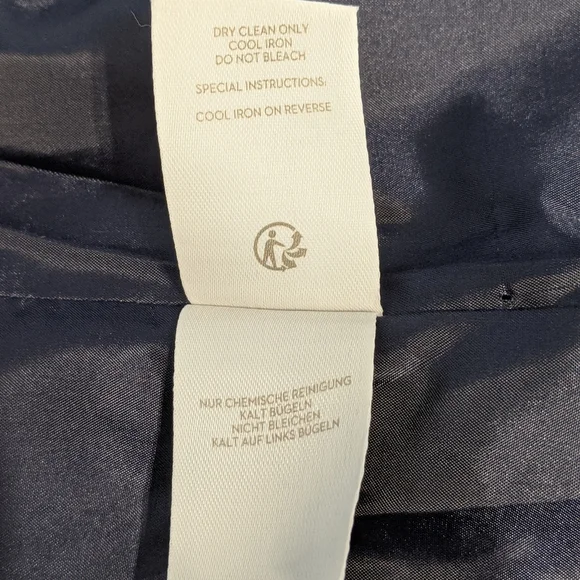 DRY CLEAN ONLY
COOL IRON
DO NOT BLEACH
SPECIAL INSTRUCTIONS:
COOL IRON ON REVERSE
NUR CHEMISCHE REINIGUNG
KALT BÜGELN
NICHT BLEICHEN
KALT AUF LINKS BÜGELN